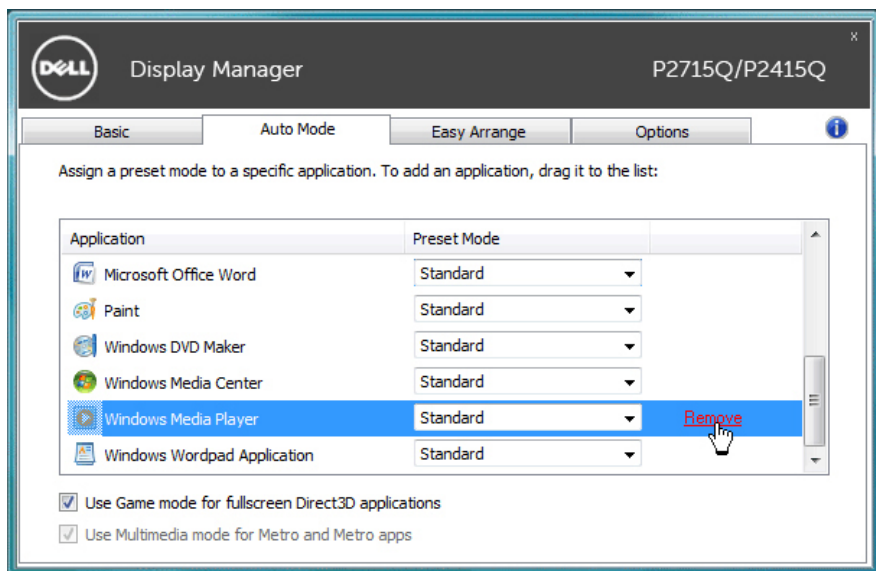 x
DELL Display Manager P2715Q/P2415Q
Basic Auto Mode Easy Arrange Options i
Assign a preset mode to a specific application. To add an application, drag it to the list:
Application Preset Mode
Microsoft Office Word Standard
Paint Standard
Windows DVD Maker Standard
Windows Media Center Standard
Windows Media Player Standard Remove
Windows Wordpad Application Standard
Use Game mode for fullscreen Direct3D applications
Use Multimedia mode for Metro and Metro apps